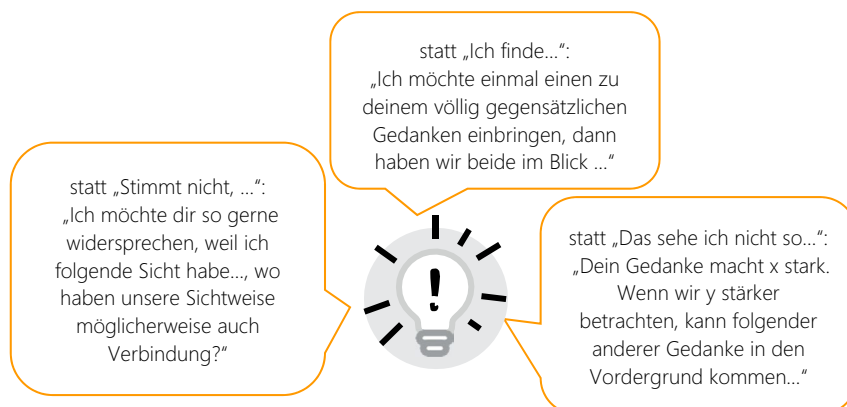 statt „Ich finde...“:
„Ich möchte einmal einen zu
deinem völlig gegensätzlichen
Gedanken einbringen, dann
haben wir beide im Blick ...“
statt „Stimmt nicht, ...“:
„Ich möchte dir so gerne
widersprechen, weil ich
folgende Sicht habe..., wo
haben unsere Sichtweise
möglicherweise auch
Verbindung?“
statt „Das sehe ich nicht so...“:
„Dein Gedanke macht x stark.
Wenn wir y stärker
betrachten, kann folgender
anderer Gedanke in den
Vordergrund kommen...“
!